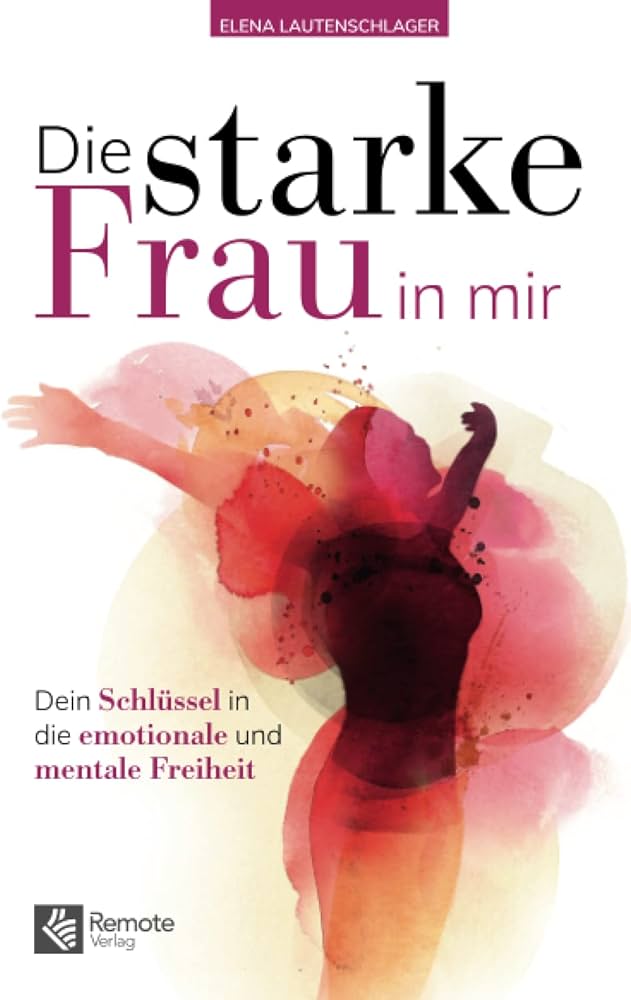 ELENA LAUTENSCHLAGER
Die starke
Frau in mir
Dein Schlüssel in
die emotionale und
mentale Freiheit
Remote
Verlag